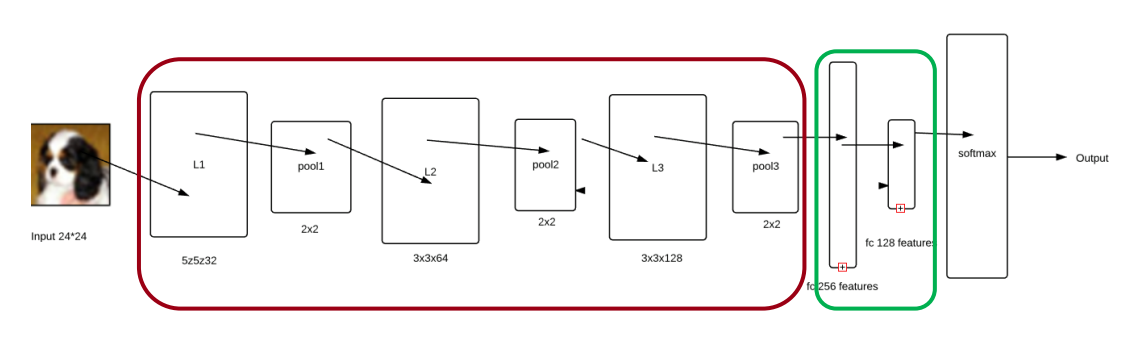 L1
pool1
L2
pool2
L3
pool3
softmax
Output
Input 24*24
5z5z32
2x2
3x3x64
2x2
3x3x128
2x2
fc 256 features
fc 128 features